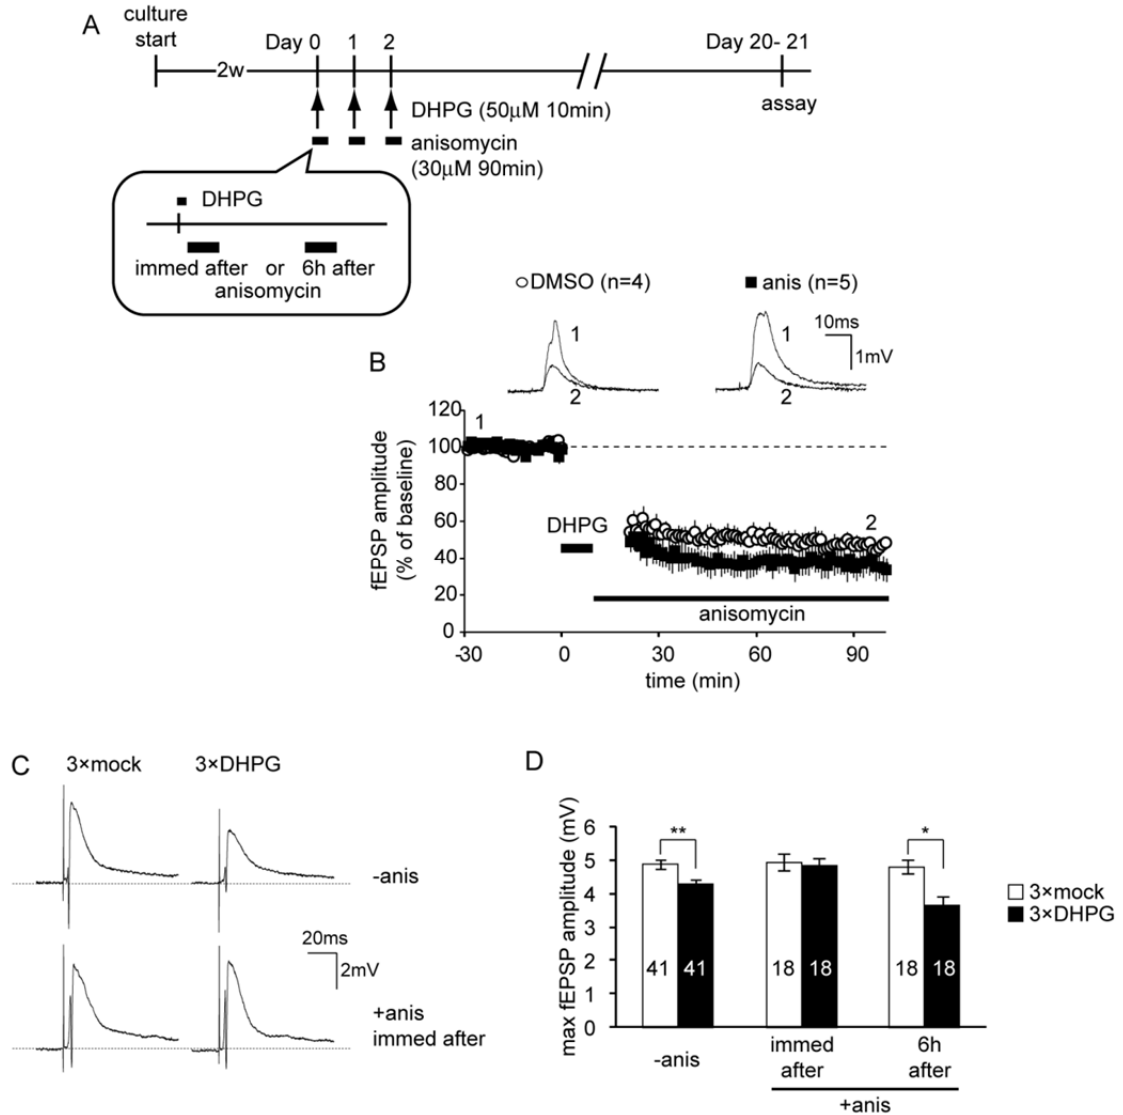 A
culture
start
Day 0 1 2
Day 20- 21
2w
DHPG (50μM 10min)
assay
anisomycin
(30μM 90min)
DHPG
immed after or 6h after
anisomycin
B
DMSO (n=4)
anis (n=5)
1
2
1
2
10ms
1mV
fEPSP amplitude
(% of baseline)
120
100
80
60
40
20
0
1
2
DHPG
anisomycin
-30 0 30 60 90
time (min)
C
3×mock 3×DHPG
-anis
20ms
2mV
+anis
immed after
D
max fEPSP amplitude (mV)
6
5
4
3
2
1
0
** *
41 41 18 18 18 18
3×mock
3×DHPG
-anis
immed
after
6h
after
+anis